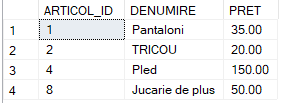 ARTICOL_ID DENUMIRE PRET
1 1 Pantaloni 35.00
2 2 TRICOU 20.00
3 4 Pled 150.00
4 8 Jucarie de plus 50.00